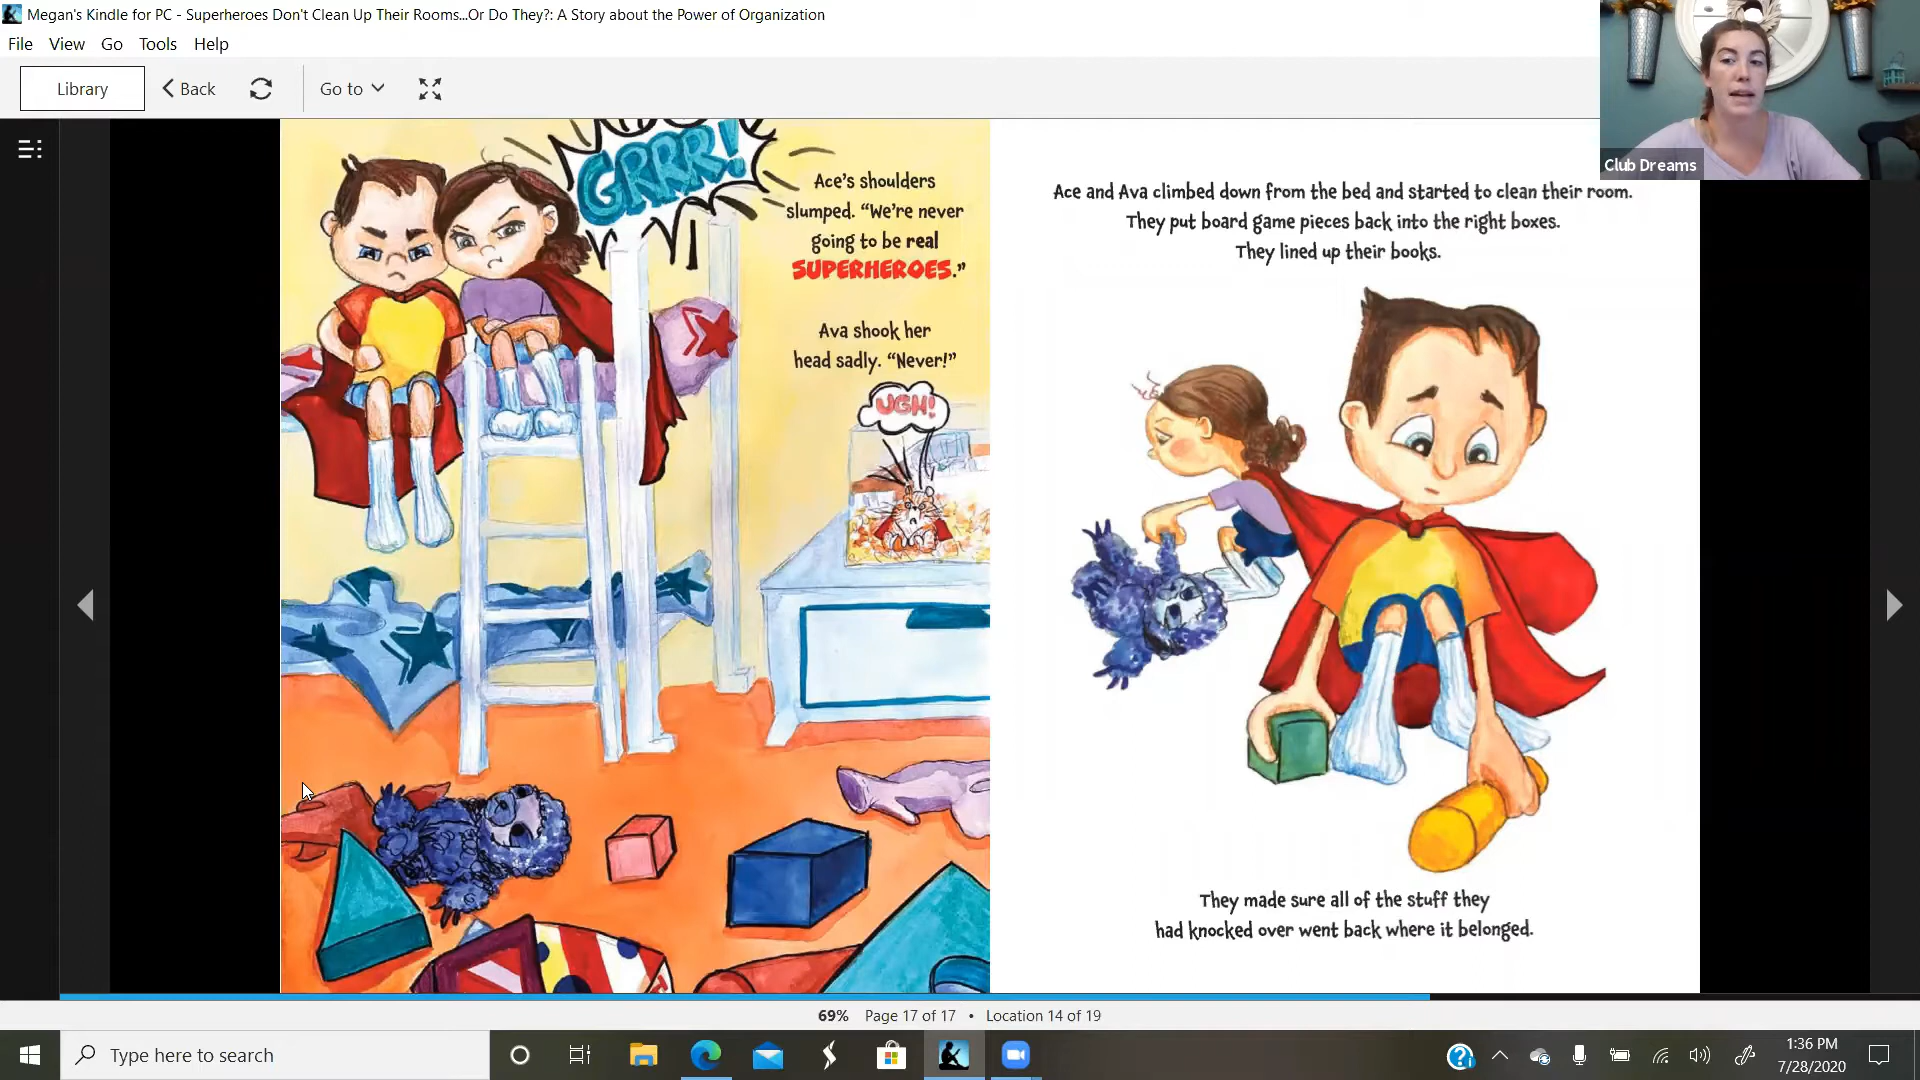 Megan's Kindle for PC - Superheroes Don't Clean Up Their Rooms...Or Do They?: A Story about the Power of Organization
File View Go Tools Help
Library Back Go to
Club Dreams
GRRR!
Ace's shoulders
slumped. "We're never
going to be real
SUPERHEROES."
Ava shook her
head sadly. "Never!"
UGH!
Ace and Ava climbed down from the bed and started to clean their room.
They put board game pieces back into the right boxes.
They lined up their books.
They made sure all of the stuff they
had knocked over went back where it belonged.
69% Page 17 of 17 • Location 14 of 19
Type here to search
1:36 PM
7/28/2020